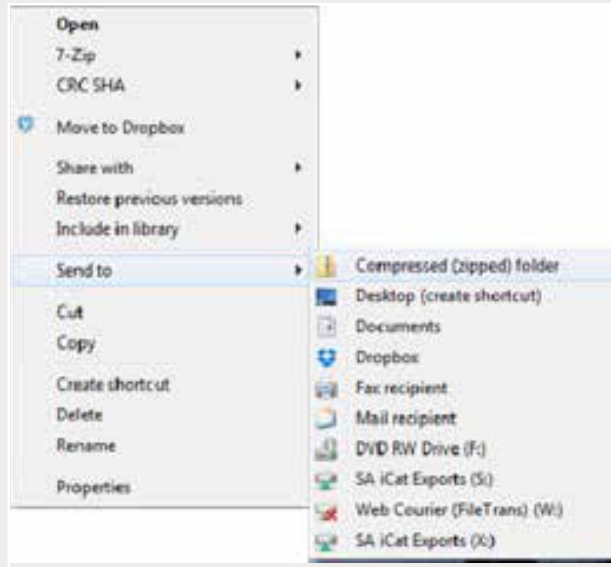 Open
7-Zip
CRC SHA
Move to Dropbox
Share with
Restore previous versions
Include in library
Send to
Cut
Copy
Create shortcut
Delete
Rename
Properties
Compressed (zipped) folder
Desktop (create shortcut)
Documents
Dropbox
Fax recipient
Mail recipient
DVD RW Drive (F:)
SA iCat Exports (S:)
Web Courier (FileTrans) (W:)
SA iCat Exports (X:)